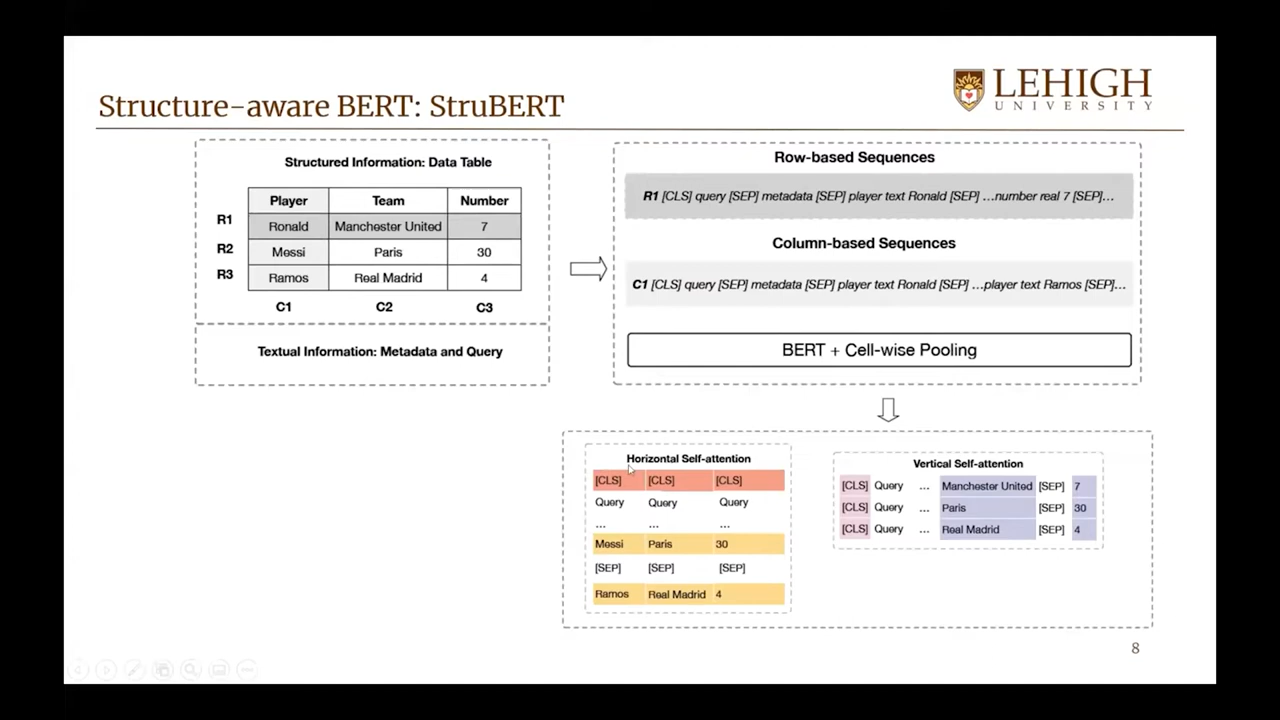 LEHIGH
UNIVERSITY
Structure-aware BERT: StruBERT
Structured Information: Data Table
Player Team Number
R1 Ronald Manchester United 7
R2 Messi Paris 30
R3 Ramos Real Madrid 4
C1 C2 C3
Textual Information: Metadata and Query
Row-based Sequences
R1 [CLS] query [SEP] metadata [SEP] player text Ronald [SEP] …number real 7 [SEP]…
Column-based Sequences
C1 [CLS] query [SEP] metadata [SEP] player text Ronald [SEP] …player text Ramos [SEP]…
BERT + Cell-wise Pooling
Horizontal Self-attention
[CLS] [CLS] [CLS]
Query Query Query
… … …
Messi Paris 30
[SEP] [SEP] [SEP]
Ramos Real Madrid 4
Vertical Self-attention
[CLS] Query … Manchester United [SEP] 7
[CLS] Query … Paris [SEP] 30
[CLS] Query … Real Madrid [SEP] 4
8